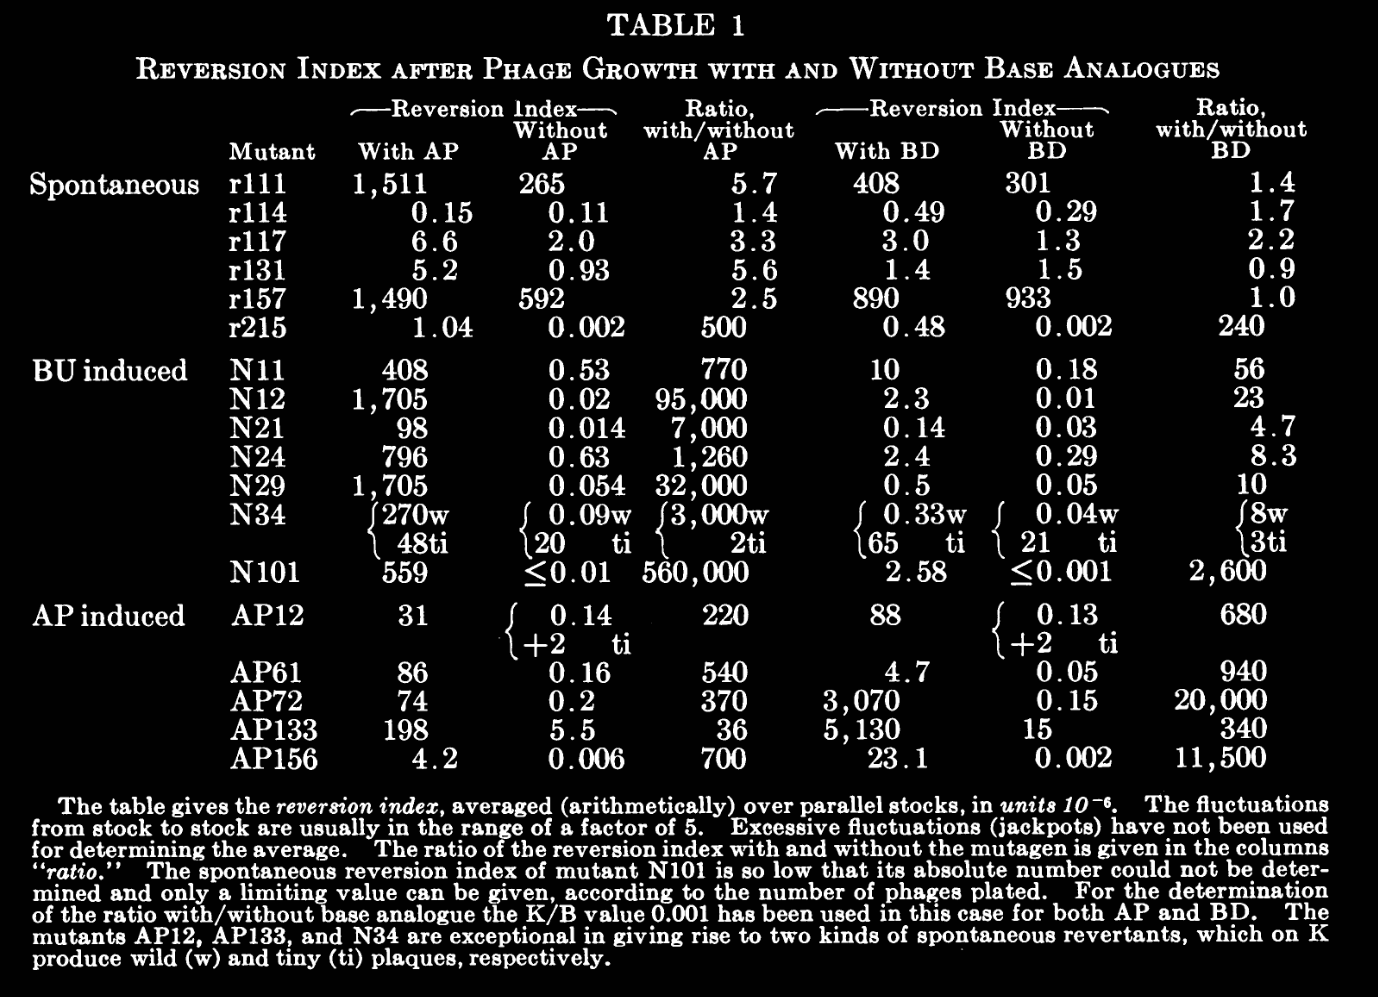 TABLE 1
REVERSION INDEX AFTER PHAGE GROWTH WITH AND WITHOUT BASE ANALOGUES
Reversion Index Ratio, Reversion Index Ratio,
Without with/without Without with/without
Mutant With AP AP AP With BD BD BD
Spontaneous r111 1,511 265 5.7 408 301 1.4
r114 0.15 0.11 1.4 0.49 0.29 1.7
r117 6.6 2.0 3.3 3.0 1.3 2.2
r131 5.2 0.93 5.6 1.4 1.5 0.9
r157 1,490 592 2.5 890 933 1.0
r215 1.04 0.002 500 0.48 0.002 240
BU induced N11 408 0.53 770 10 0.18 56
N12 1,705 0.02 95,000 2.3 0.01 23
N21 98 0.014 7,000 0.14 0.03 4.7
N24 796 0.63 1,260 2.4 0.29 8.3
N29 1,705 0.054 32,000 0.5 0.05 10
N34 {270w { 0.09w {3,000w { 0.33w { 0.04w {8w
48ti 20 ti 2ti 65 ti 21 ti 3ti
N101 559 ≤0.01 560,000 2.58 ≤0.001 2,600
AP induced AP12 31 { 0.14 220 88 { 0.13 680
+2 ti +2 ti
AP61 86 0.16 540 4.7 0.05 940
AP72 74 0.2 370 3,070 0.15 20,000
AP133 198 5.5 36 5,130 15 340
AP156 4.2 0.006 700 23.1 0.002 11,500
The table gives the reversion index, averaged (arithmetically) over parallel stocks, in units 10⁻⁶. The fluctuations
from stock to stock are usually in the range of a factor of 5. Excessive fluctuations (jackpots) have not been used
for determining the average. The ratio of the reversion index with and without the mutagen is given in the columns
“ratio.” The spontaneous reversion index of mutant N101 is so low that its absolute number could not be deter-
mined and only a limiting value can be given, according to the number of phages plated. For the determination
of the ratio with/without base analogue the K/B value 0.001 has been used in this case for both AP and BD. The
mutants AP12, AP133, and N34 are exceptional in giving rise to two kinds of spontaneous revertants, which on K
produce wild (w) and tiny (ti) plaques, respectively.